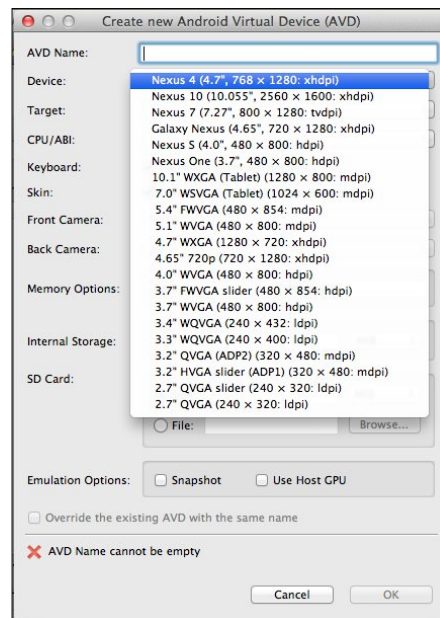 Create new Android Virtual Device (AVD)
AVD Name:
Device:
Nexus 4 (4.7", 768 × 1280: xhdpi)
Nexus 10 (10.055", 2560 × 1600: xhdpi)
Target:
Nexus 7 (7.27", 800 × 1280: tvdpi)
Galaxy Nexus (4.65", 720 × 1280: xhdpi)
CPU/ABI:
Nexus S (4.0", 480 × 800: hdpi)
Keyboard:
Nexus One (3.7", 480 × 800: hdpi)
10.1" WXGA (Tablet) (1280 × 800: mdpi)
Skin:
7.0" WSVGA (Tablet) (1024 × 600: mdpi)
5.4" FWVGA (480 × 854: mdpi)
Front Camera:
5.1" WVGA (480 × 800: mdpi)
4.7" WXGA (1280 × 720: xhdpi)
Back Camera:
4.65" 720p (720 × 1280: xhdpi)
4.0" WVGA (480 × 800: hdpi)
Memory Options:
3.7" FWVGA slider (480 × 854: hdpi)
3.7" WVGA (480 × 800: hdpi)
3.4" WQVGA (240 × 432: ldpi)
Internal Storage:
3.3" WQVGA (240 × 400: ldpi)
3.2" QVGA (ADP2) (320 × 480: mdpi)
SD Card:
3.2" HVGA slider (ADP1) (320 × 480: mdpi)
2.7" QVGA slider (240 × 320: ldpi)
2.7" QVGA (240 × 320: ldpi)
File:
Browse...
Emulation Options:
Snapshot
Use Host GPU
Override the existing AVD with the same name
AVD Name cannot be empty
Cancel
OK